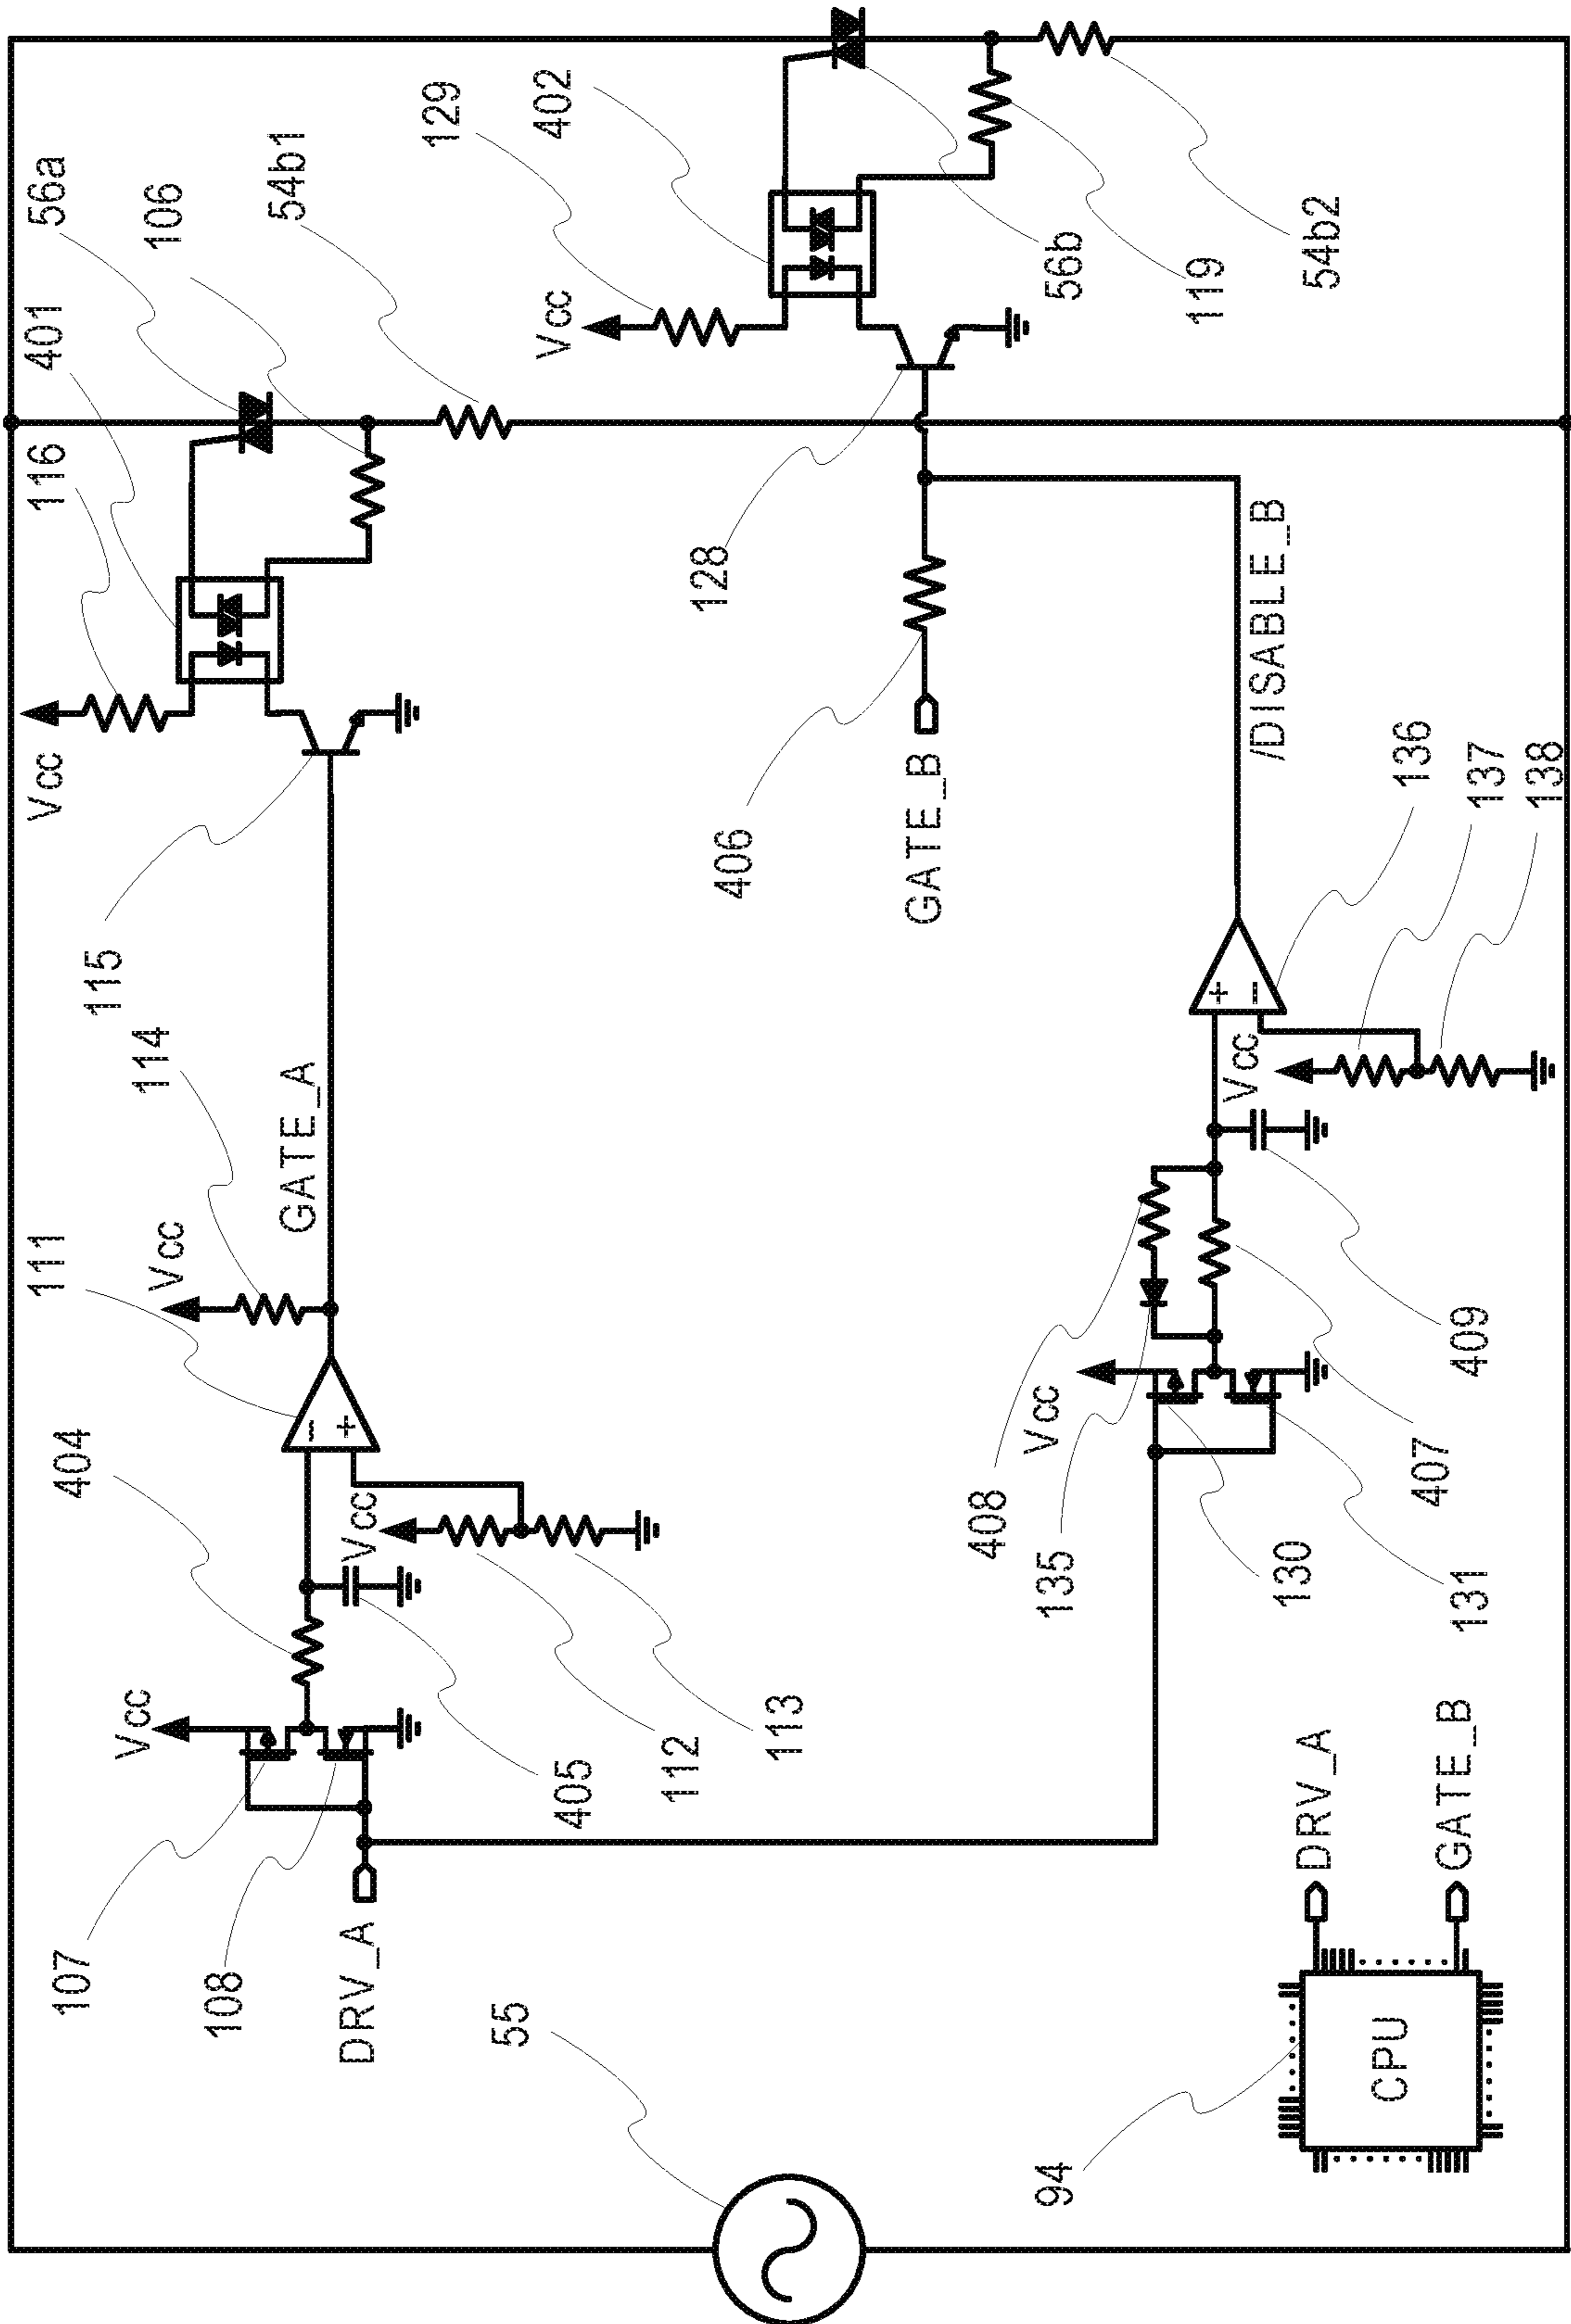 Vcc
116
401
56a
106
54b1
129
402
Vcc
56b
119
54b2
128
406
GATE_B
/DISABLE_B
136
137
138
115
114
GATE_A
Vcc
111
404
Vcc
Vcc
107
108
405
112
113
DRV_A
Vcc
Vcc
408
135
130
131
407
409
55
94
CPU
DRV_A
GATE_B